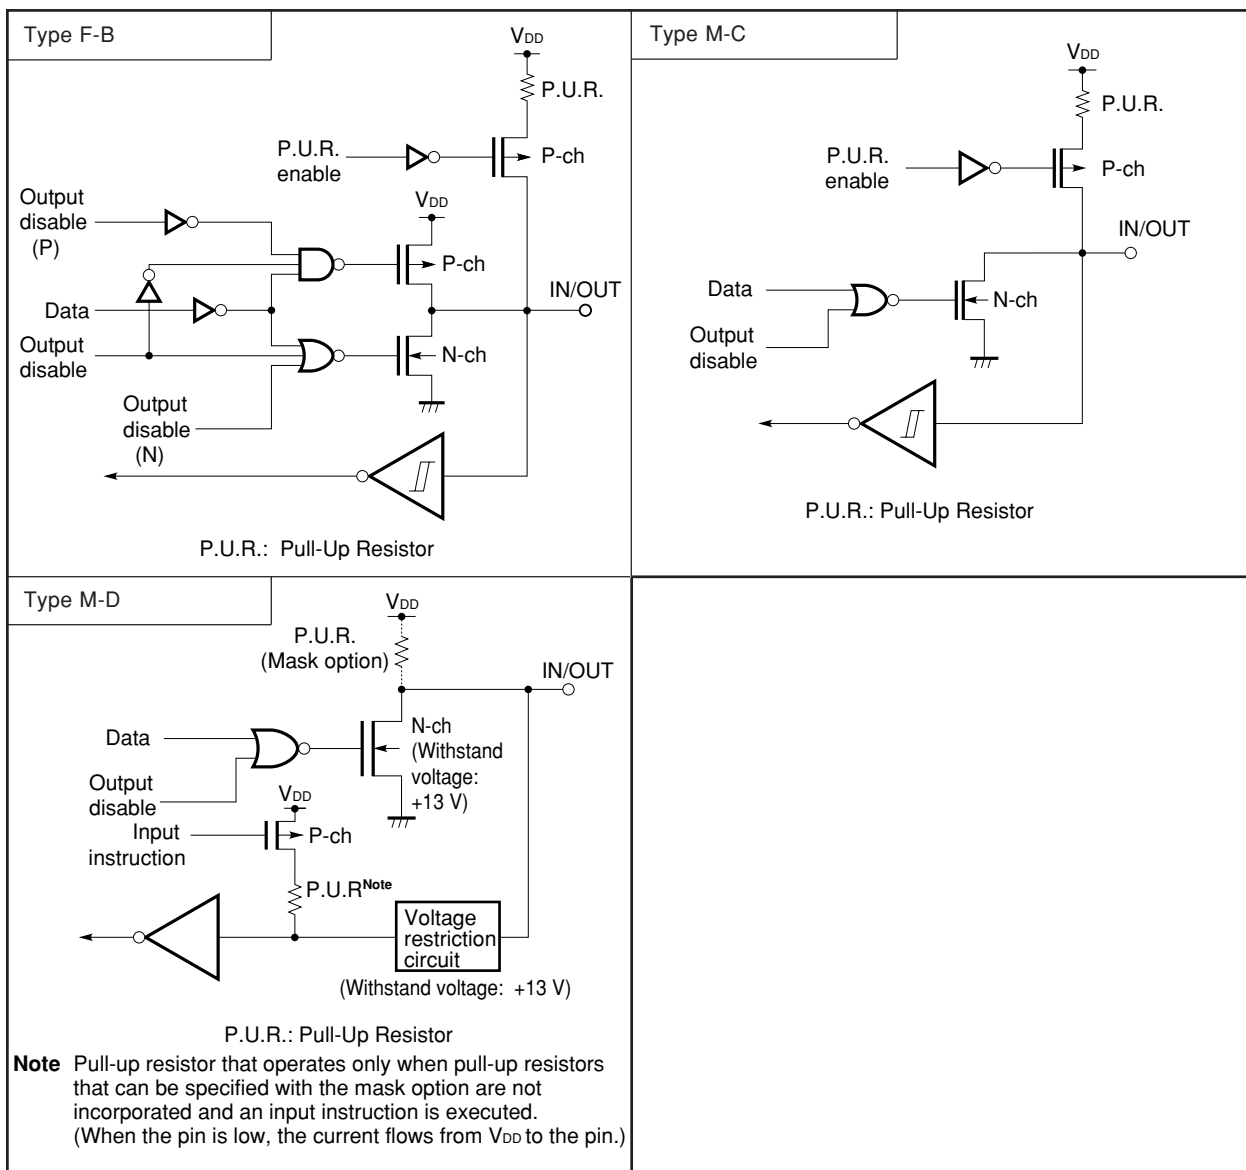 Type F-B
VDD
P.U.R.
P.U.R.
enable
P-ch
Output
disable
(P)
VDD
P-ch
IN/OUT
Data
Output
disable
N-ch
Output
disable
(N)
P.U.R.: Pull-Up Resistor
Type M-C
VDD
P.U.R.
P.U.R.
enable
P-ch
IN/OUT
Data
N-ch
Output
disable
P.U.R.: Pull-Up Resistor
Type M-D
VDD
P.U.R.
(Mask option)
IN/OUT
Data
N-ch
(Withstand
voltage:
+13 V)
Output
disable
VDD
Input
instruction
P-ch
P.U.RNote
Voltage
restriction
circuit
(Withstand voltage: +13 V)
P.U.R.: Pull-Up Resistor
Note Pull-up resistor that operates only when pull-up resistors
that can be specified with the mask option are not
incorporated and an input instruction is executed.
(When the pin is low, the current flows from VDD to the pin.)